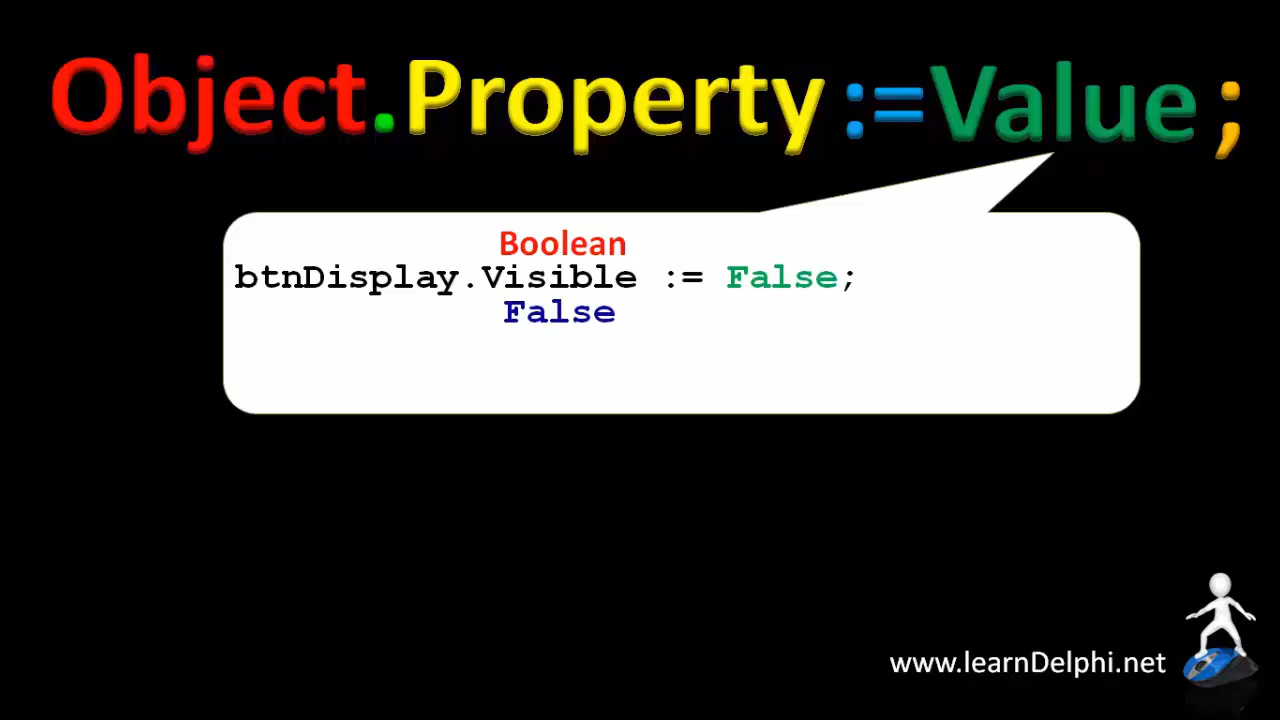 Object.Property :=Value ;
Boolean
btnDisplay.Visible := False;
False
www.learnDelphi.net